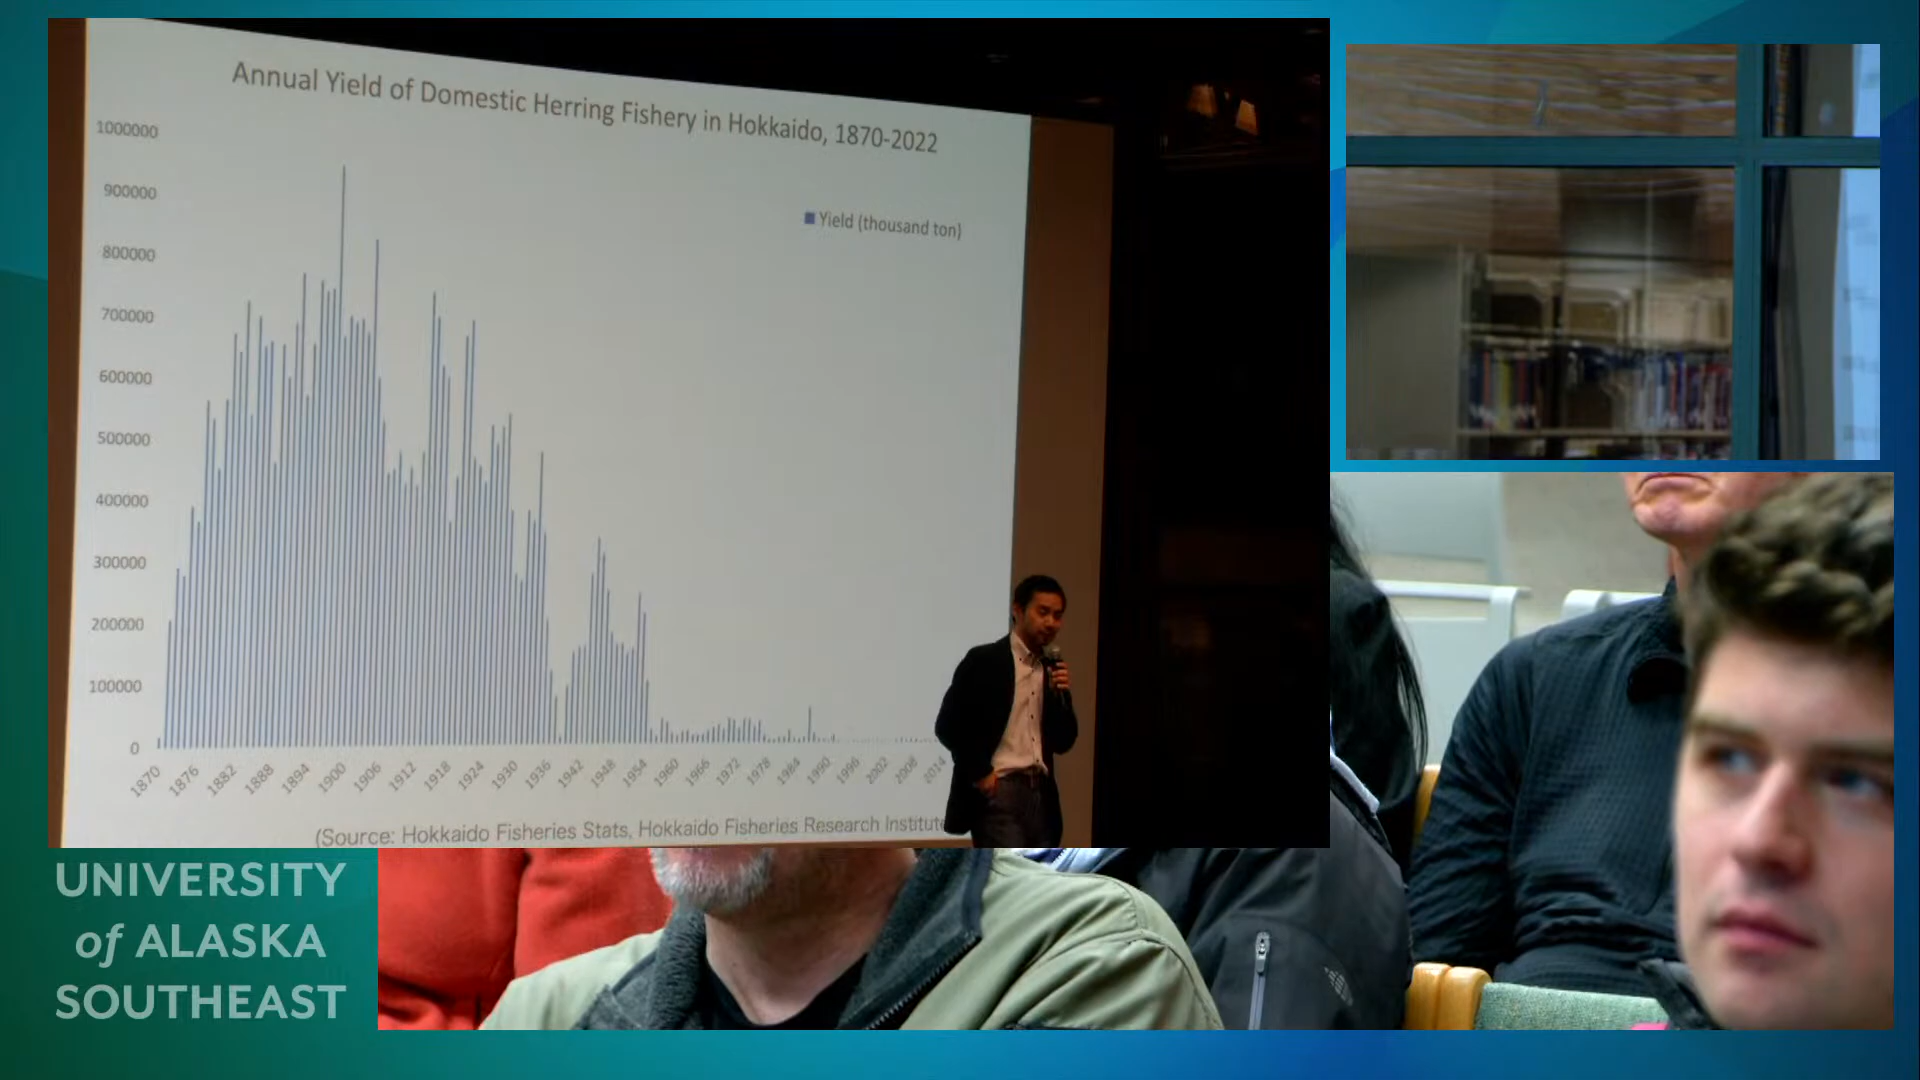 Annual Yield of Domestic Herring Fishery in Hokkaido, 1870-2022
Yield (thousand ton)
1000000
900000
800000
700000
600000
500000
400000
300000
200000
100000
0
1870 1876 1882 1888 1894 1900 1906 1912 1918 1924 1930 1936 1942 1948 1954 1960 1966 1972 1978 1984 1990 1996 2002 2008 2014
(Source: Hokkaido Fisheries Stats, Hokkaido Fisheries Research Institute
UNIVERSITY
of ALASKA
SOUTHEAST